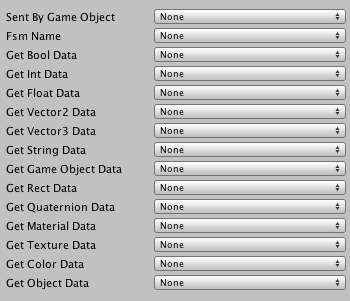 Sent By Game Object None
Fsm Name None
Get Bool Data None
Get Int Data None
Get Float Data None
Get Vector2 Data None
Get Vector3 Data None
Get String Data None
Get Game Object Data None
Get Rect Data None
Get Quaternion Data None
Get Material Data None
Get Texture Data None
Get Color Data None
Get Object Data None